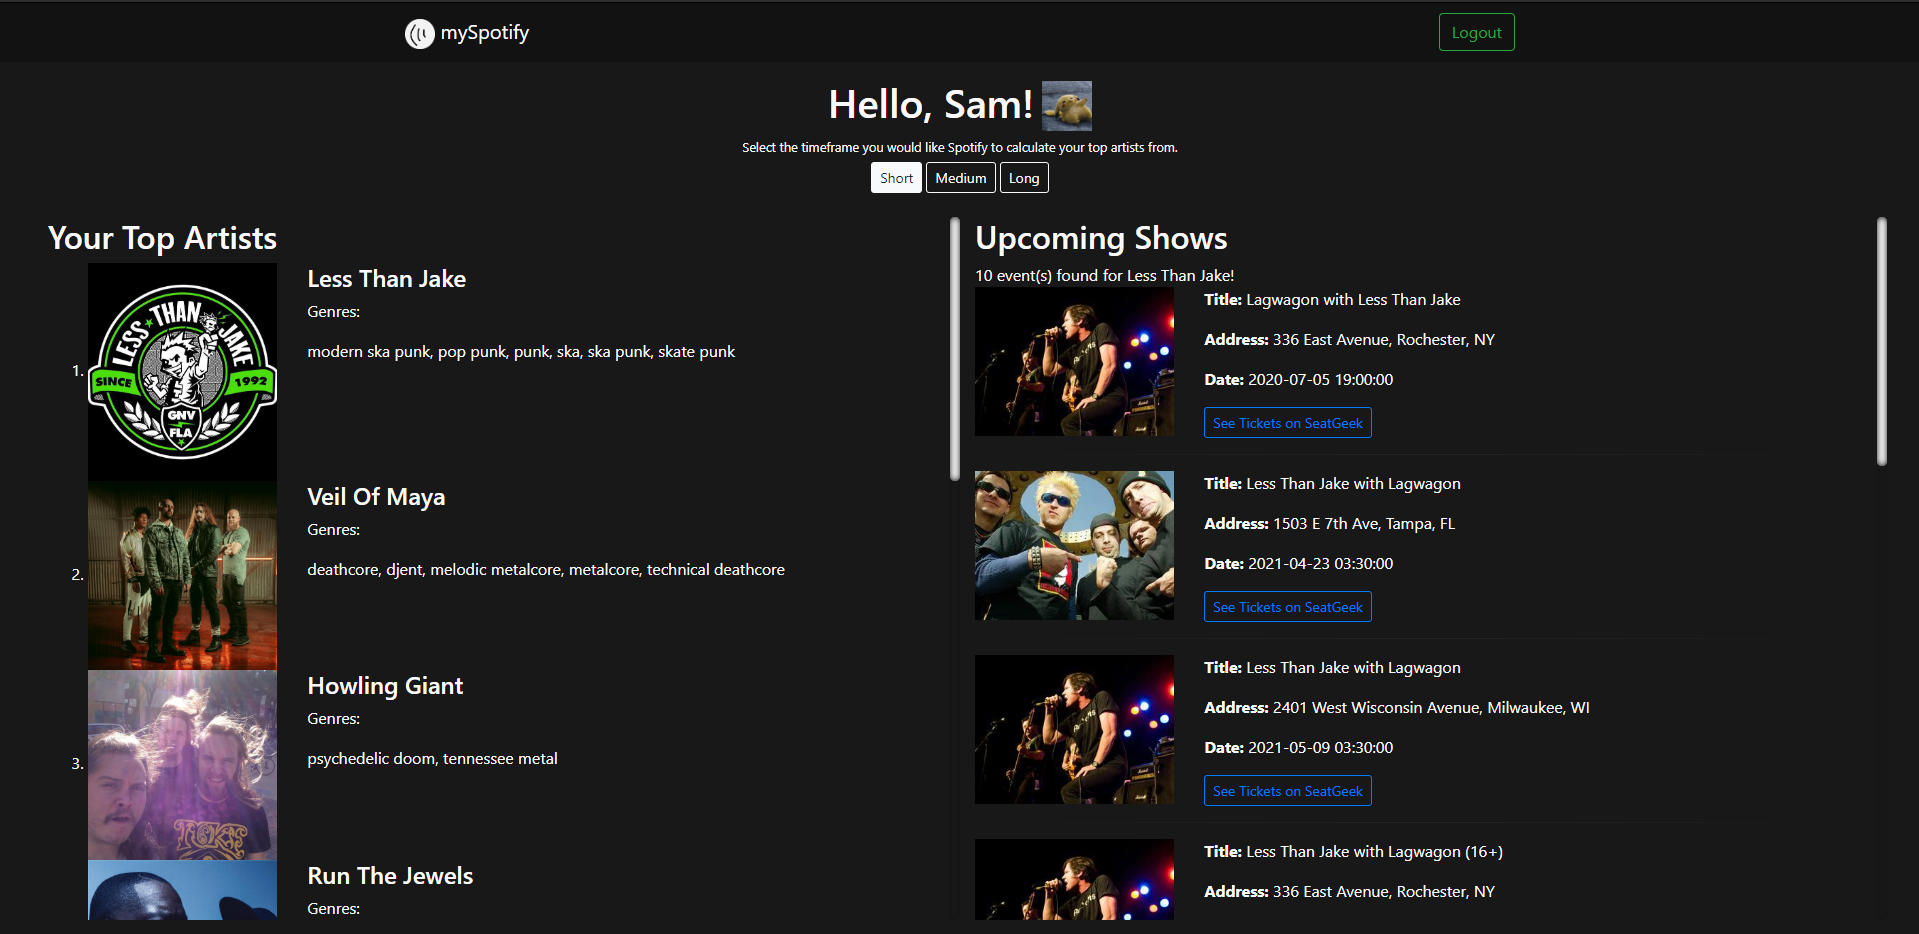 mySpotify
Logout
Hello, Sam!
Select the timeframe you would like Spotify to calculate your top artists from.
Short Medium Long
Your Top Artists
1.
LESS THAN JAKE
SINCE 1992
GNV
FLA
Less Than Jake
Genres:
modern ska punk, pop punk, punk, ska, ska punk, skate punk
2.
Veil Of Maya
Genres:
deathcore, djent, melodic metalcore, metalcore, technical deathcore
3.
Howling Giant
Genres:
psychedelic doom, tennessee metal
Run The Jewels
Genres:
Upcoming Shows
10 event(s) found for Less Than Jake!
Title: Lagwagon with Less Than Jake
Address: 336 East Avenue, Rochester, NY
Date: 2020-07-05 19:00:00
See Tickets on SeatGeek
Title: Less Than Jake with Lagwagon
Address: 1503 E 7th Ave, Tampa, FL
Date: 2021-04-23 03:30:00
See Tickets on SeatGeek
Title: Less Than Jake with Lagwagon
Address: 2401 West Wisconsin Avenue, Milwaukee, WI
Date: 2021-05-09 03:30:00
See Tickets on SeatGeek
Title: Less Than Jake with Lagwagon (16+)
Address: 336 East Avenue, Rochester, NY